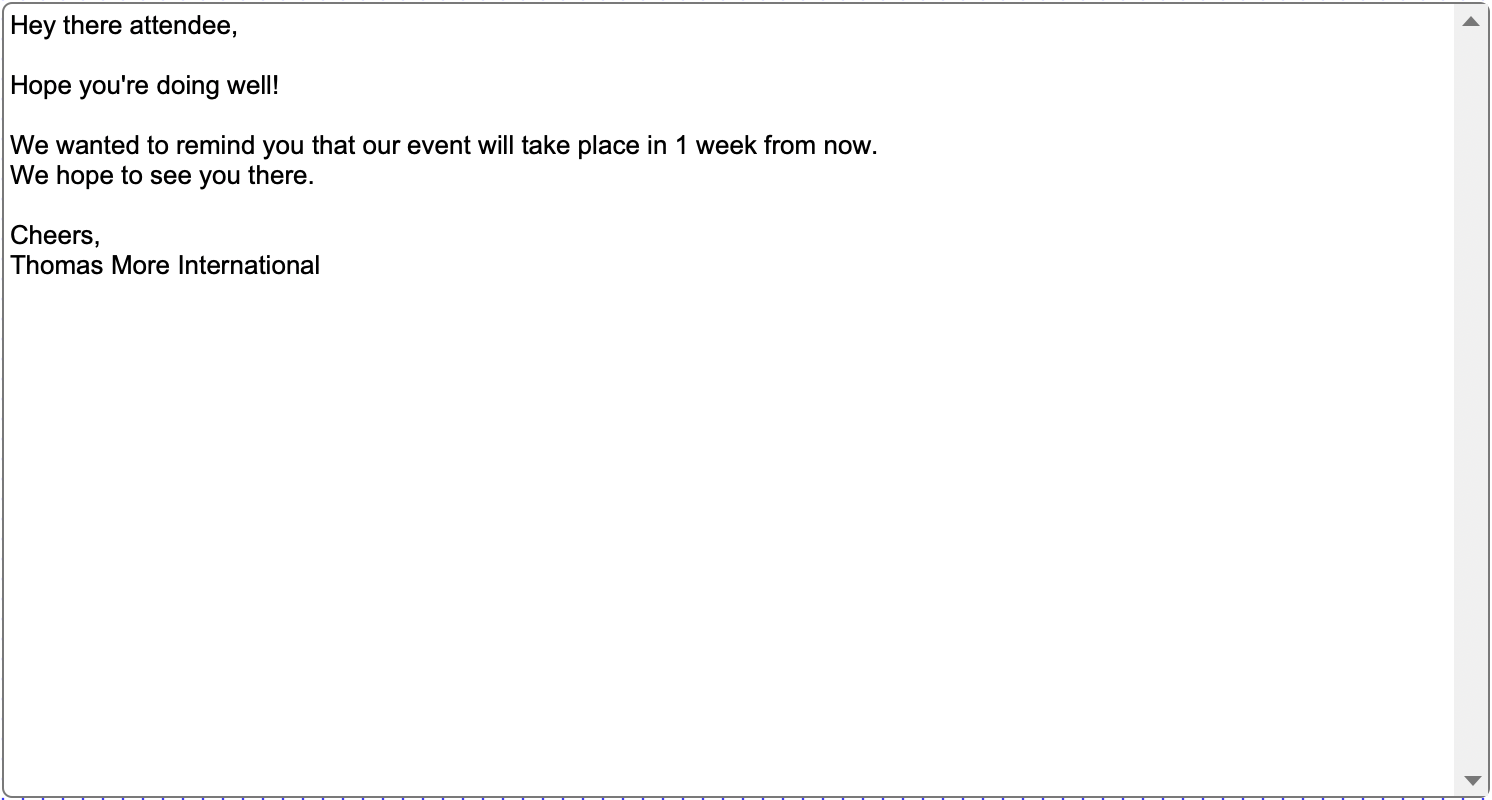 Hey there attendee,
Hope you're doing well!
We wanted to remind you that our event will take place in 1 week from now.
We hope to see you there.
Cheers,
Thomas More International